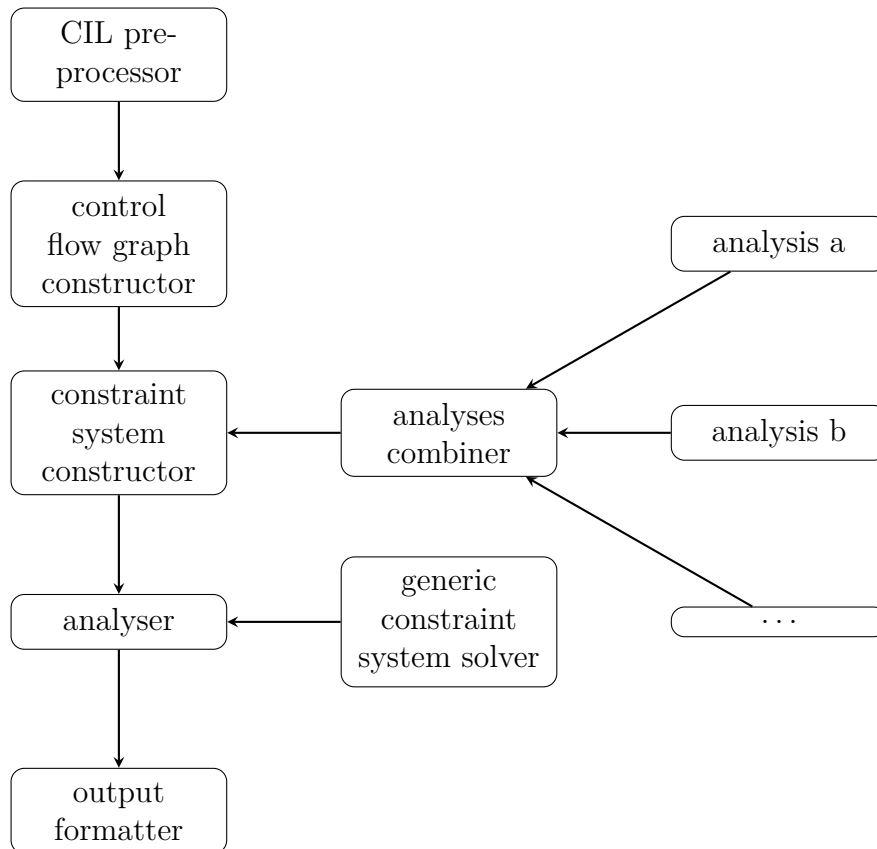 CIL pre-
processor
control
flow graph
constructor
analysis a
constraint
system
constructor
analyses
combiner
analysis b
analyser
generic
constraint
system solver
···
output
formatter